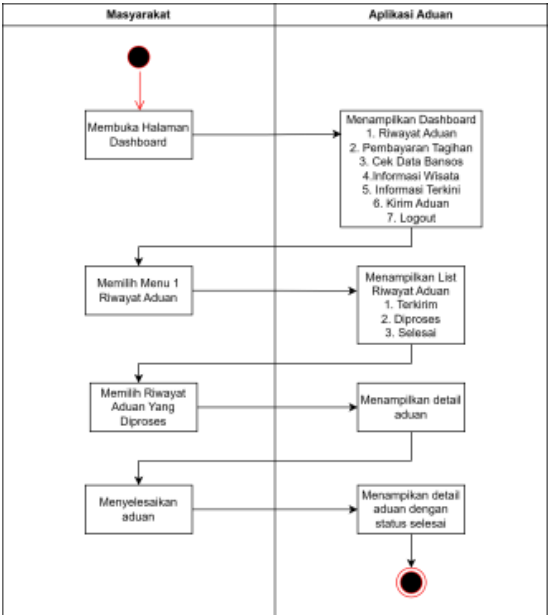 Masyarakat
Aplikasi Aduan
Membuka Halaman
Dashboard
Menampilkan Dashboard
1. Riwayat Aduan
2. Pembayaran Tagihan
3. Cek Data Bansos
4.Informasi Wisata
5. Informasi Terkini
6. Kirim Aduan
7. Logout
Memilih Menu 1
Riwayat Aduan
Menampilkan List
Riwayat Aduan
1. Terkirim
2. Diproses
3. Selesai
Memilih Riwayat
Aduan Yang
Diproses
Menampilkan detail
aduan
Menyelesaikan
aduan
Menampikan detail
aduan dengan
status selesai